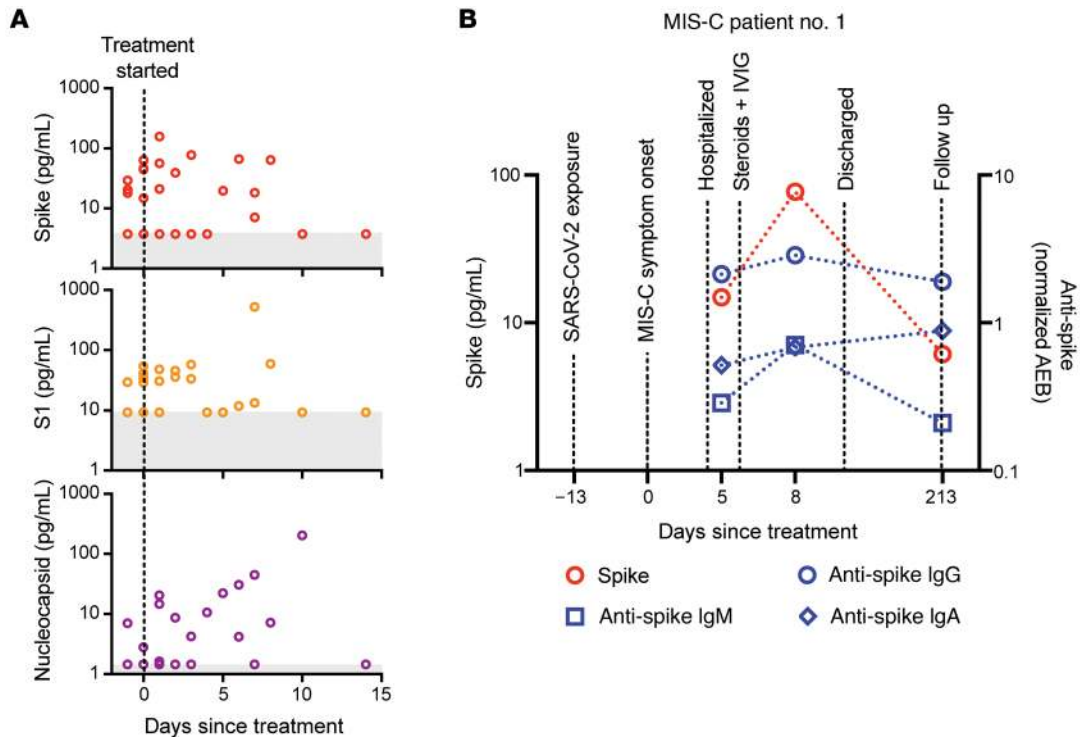 A
Treatment
started
Spike (pg/mL)
1000
100
10
1
S1 (pg/mL)
1000
100
10
1
Nucleocapsid (pg/mL)
1000
100
10
1
0
5
10
15
Days since treatment
B
MIS-C patient no. 1
SARS-CoV-2 exposure
MIS-C symptom onset
Hospitalized
Steroids + IVIG
Discharged
Follow up
Spike (pg/mL)
100
10
1
10
1
0.1
Anti-spike
(normalized AEB)
−13
0
5
8
213
Days since treatment
Spike
Anti-spike IgG
Anti-spike IgM
Anti-spike IgA